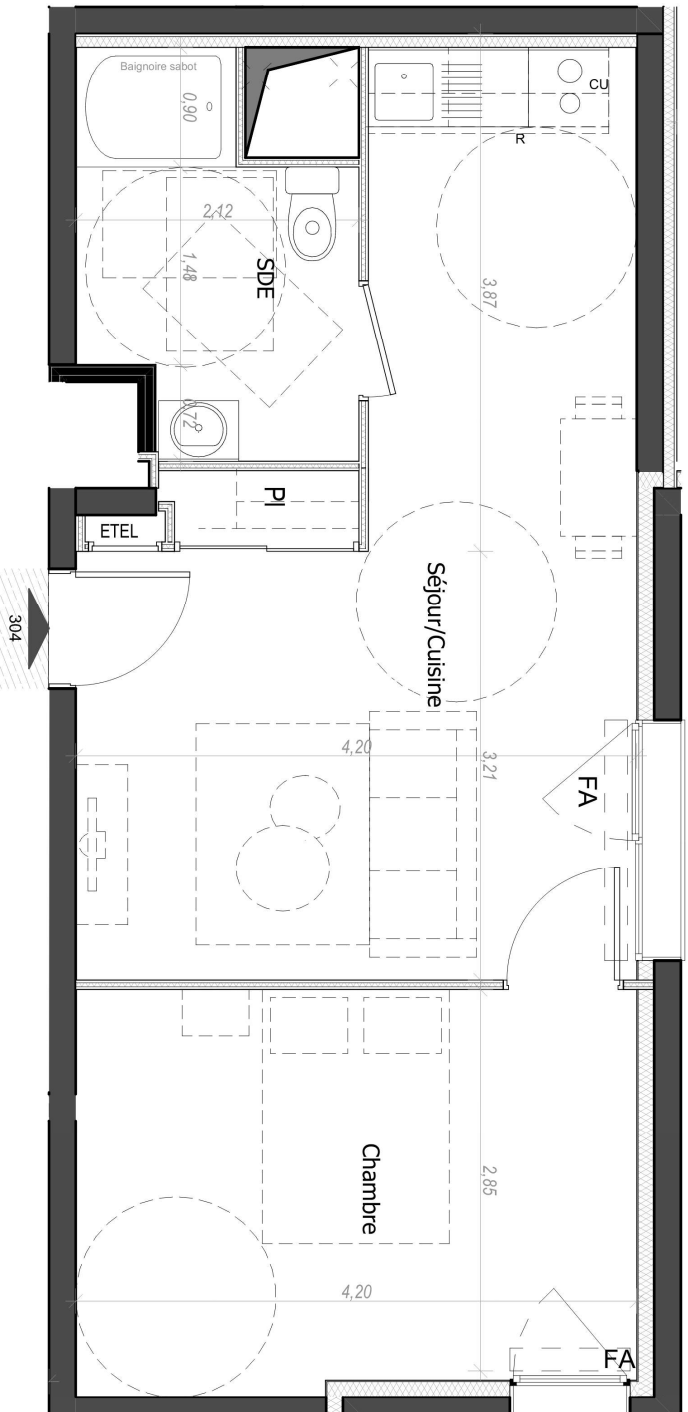 Baignoire sabot
0,90
CU
R
2,12
SDE
1,48
3,87
0,72
PI
ETEL
304
Séjour/Cuisine
4,20
3,21
FA
Chambre
2,85
4,20
FA